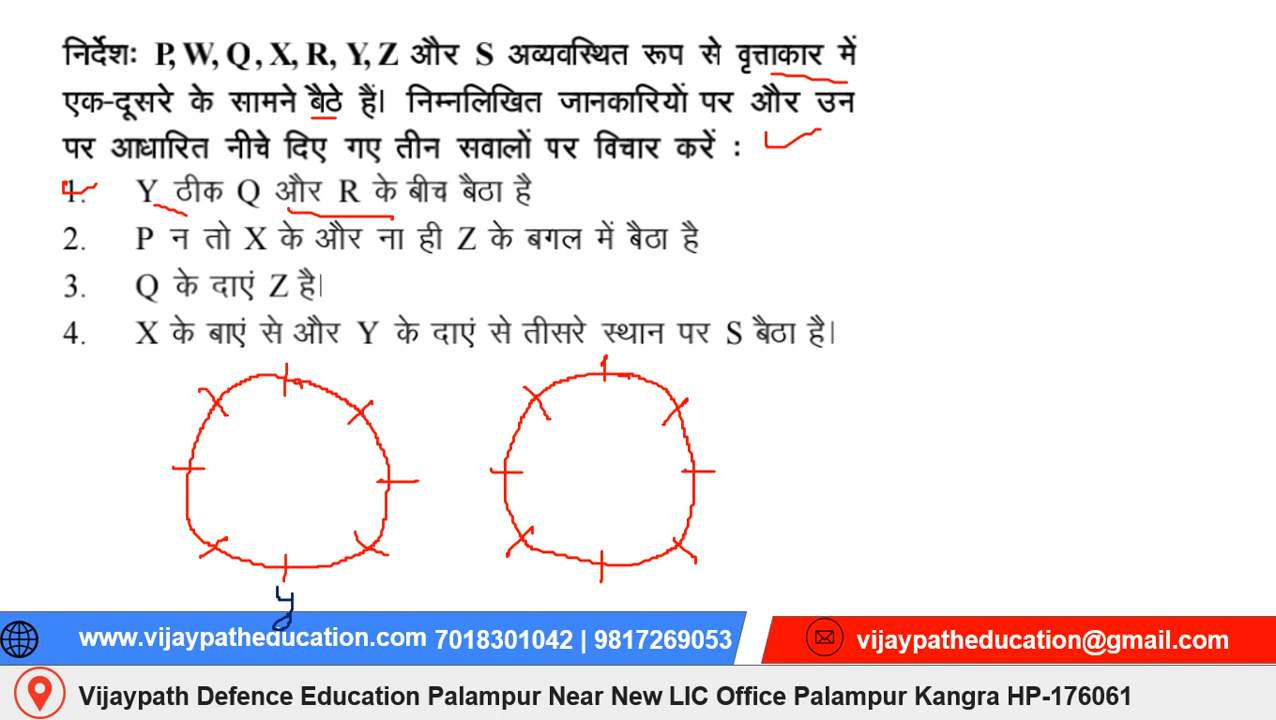 निर्देशः P, W, Q, X, R, Y, Z और S अव्यवस्थित रूप से वृत्ताकार में
एक-दूसरे के सामने बैठे हैं। निम्नलिखित जानकारियों पर और उन
पर आधारित नीचे दिए गए तीन सवालों पर विचार करें :
1. Y ठीक Q और R के बीच बैठा है
2. P न तो X के और ना ही Z के बगल में बैठा है
3. Q के दाएं Z है।
4. X के बाएं से और Y के दाएं से तीसरे स्थान पर S बैठा है।
y
www.vijaypatheducation.com 7018301042 | 9817269053 vijaypatheducation@gmail.com
Vijaypath Defence Education Palampur Near New LIC Office Palampur Kangra HP-176061